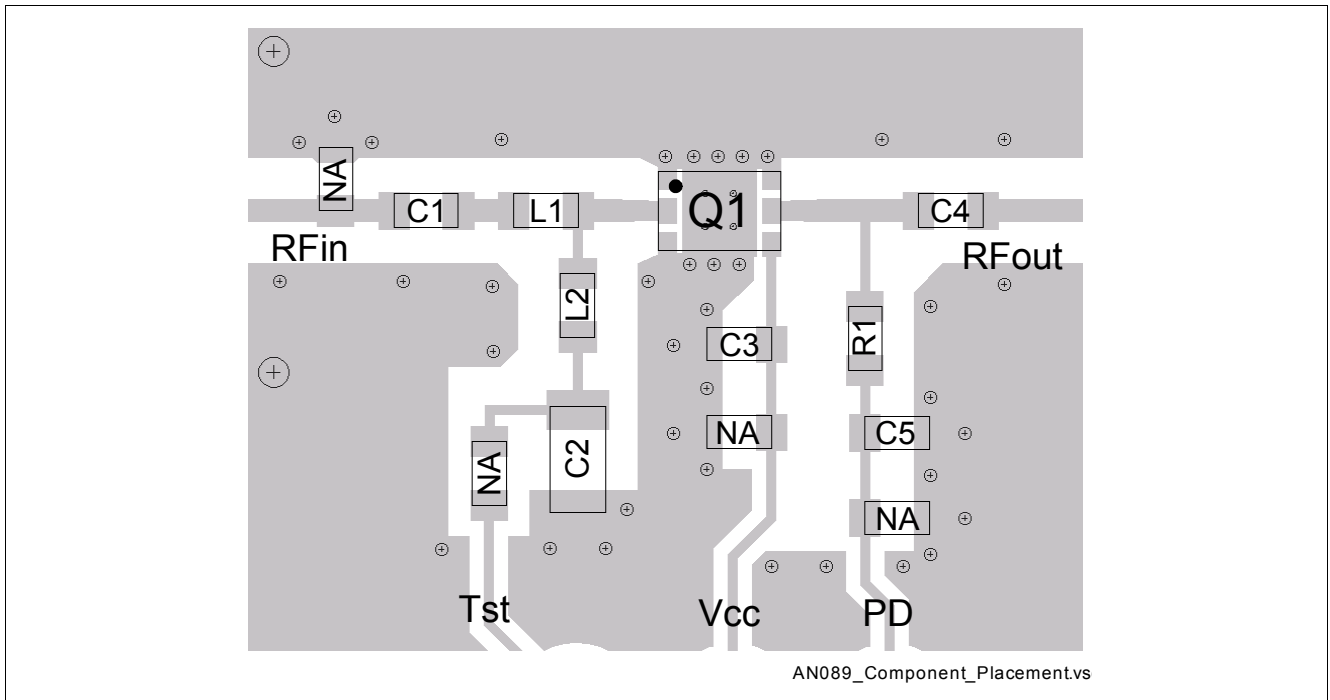 NA
C1
L1
Q1
C4
RFin
RFout
L2
C3
R1
NA
C5
NA
C2
NA
Tst
Vcc
PD
AN089_Component_Placement.vs